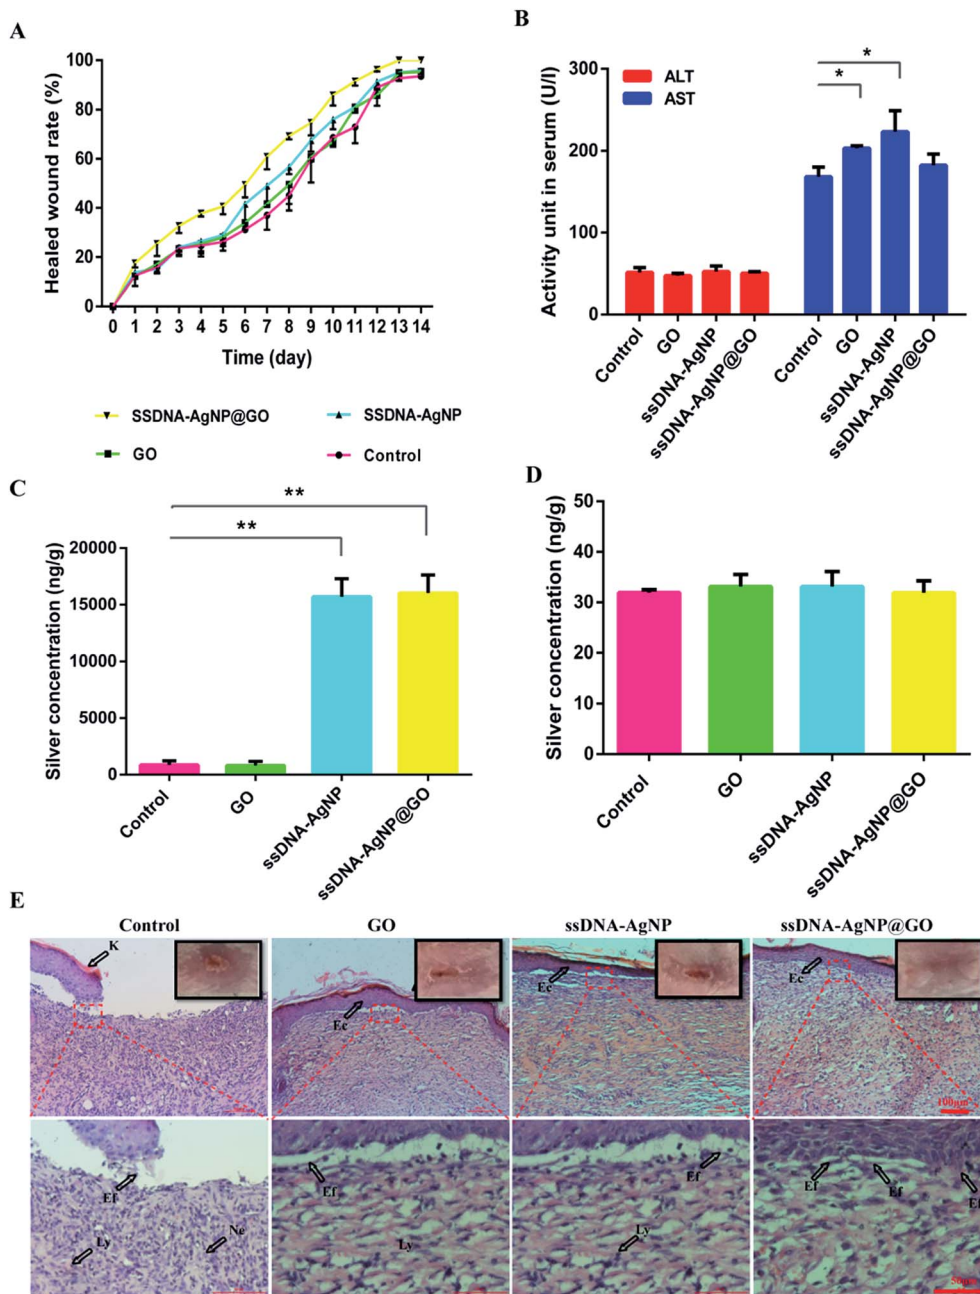 A
Healed wound rate (%)
100
80
60
40
20
0
0 1 2 3 4 5 6 7 8 9 10 11 12 13 14
Time (day)
SSDNA-AgNP@GO
SSDNA-AgNP
GO
Control
B
Activity unit in serum (U/l)
300
200
100
0
ALT
AST
*
*
Control
GO
ssDNA-AgNP
ssDNA-AgNP@GO
Control
GO
ssDNA-AgNP
ssDNA-AgNP@GO
C
Silver concentration (ng/g)
20000
15000
10000
5000
0
**
**
Control
GO
ssDNA-AgNP
ssDNA-AgNP@GO
D
Silver concentration (ng/g)
50
40
30
20
10
0
Control
GO
ssDNA-AgNP
ssDNA-AgNP@GO
E
Control GO ssDNA-AgNP ssDNA-AgNP@GO
K
Ec
Ec
Ec
100μm
Ef
Ly
Ne
Ef
Ly
Ef
Ly
Ef
Ef
50μm